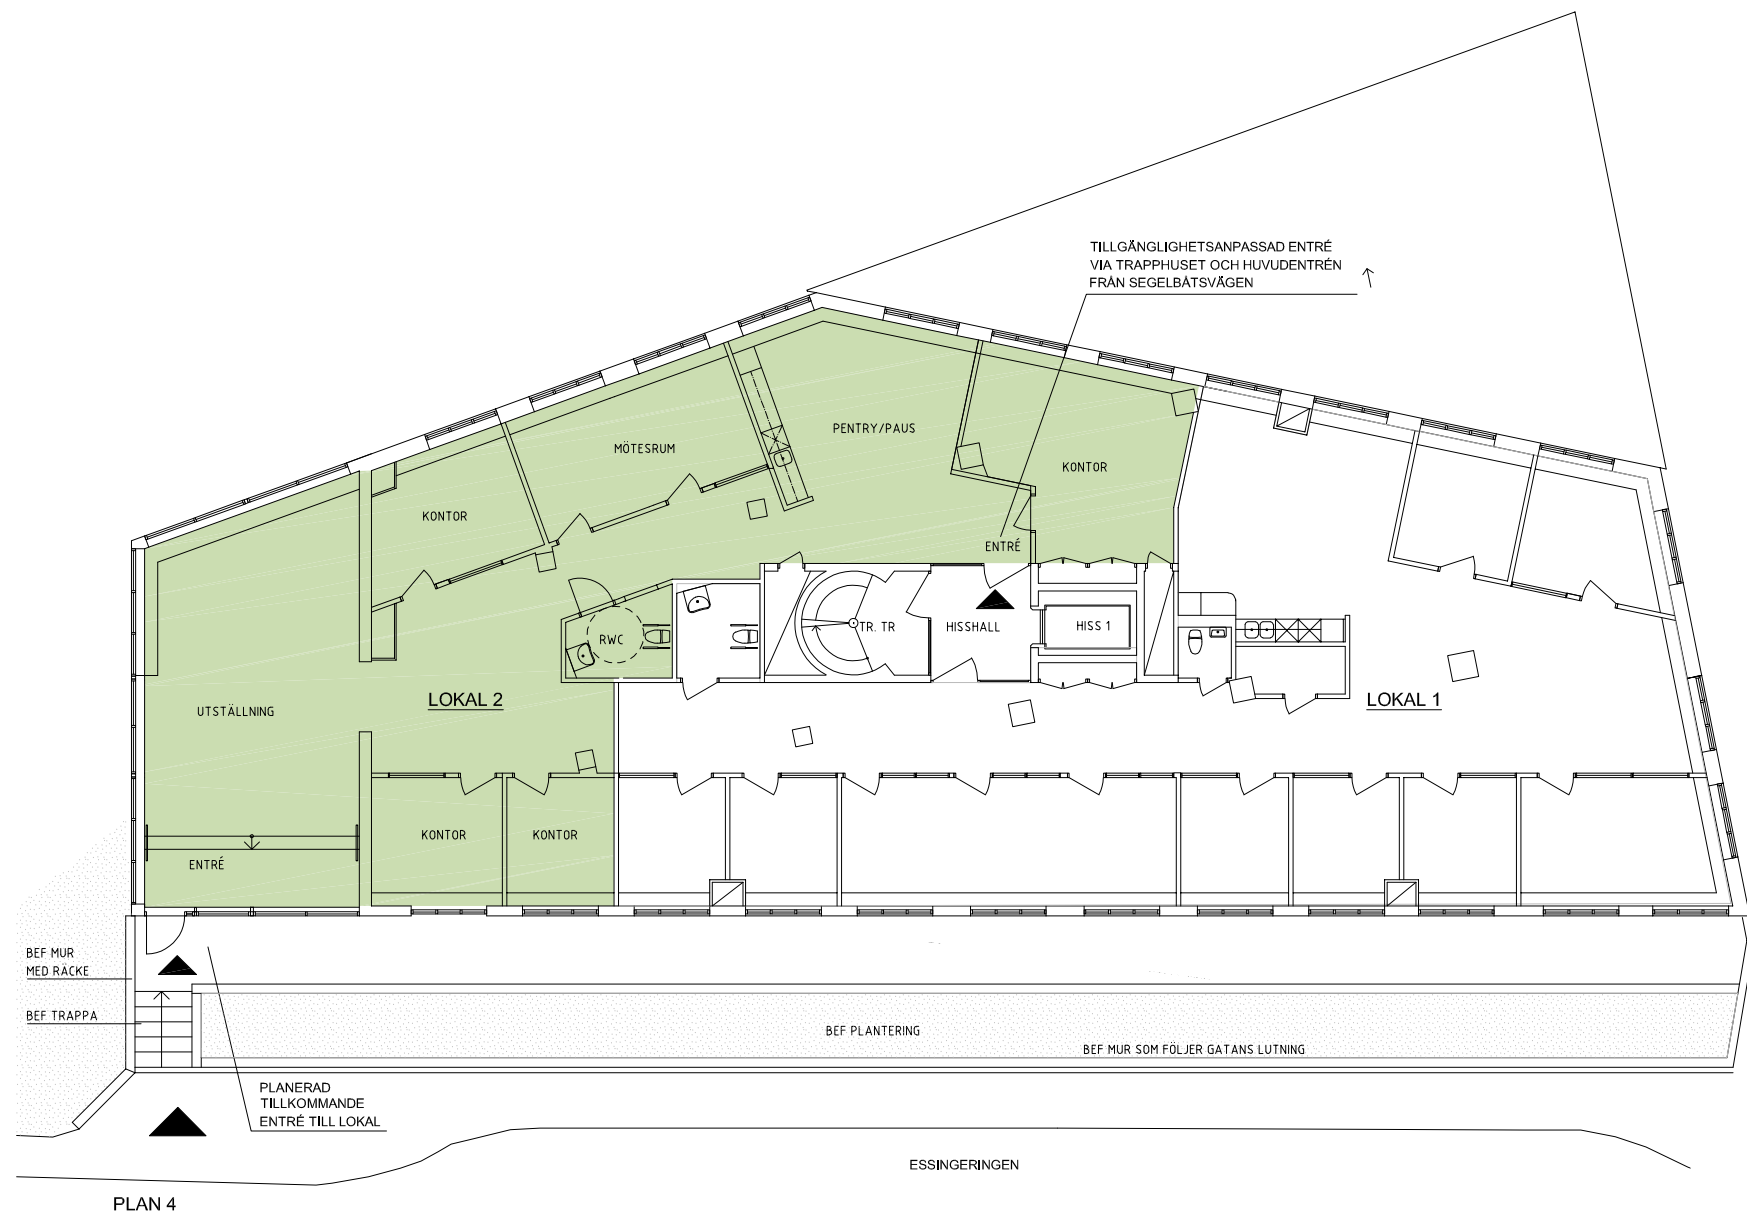 TILLGÄNGLIGHETSANPASSAD ENTRÉ
VIA TRAPPHUSET OCH HUVUDENTRÉN
FRÅN SEGELBÅTSVÄGEN
PENTRY/PAUS
MÖTESRUM
KONTOR
KONTOR
ENTRÉ
RWC
TR. TR
HISSHALL
HISS 1
LOKAL 2
LOKAL 1
UTSTÄLLNING
KONTOR
KONTOR
ENTRÉ
BEF MUR
MED RÄCKE
BEF TRAPPA
BEF PLANTERING
BEF MUR SOM FÖLJER GATANS LUTNING
PLANERAD
TILLKOMMANDE
ENTRÉ TILL LOKAL
ESSINGERINGEN
PLAN 4